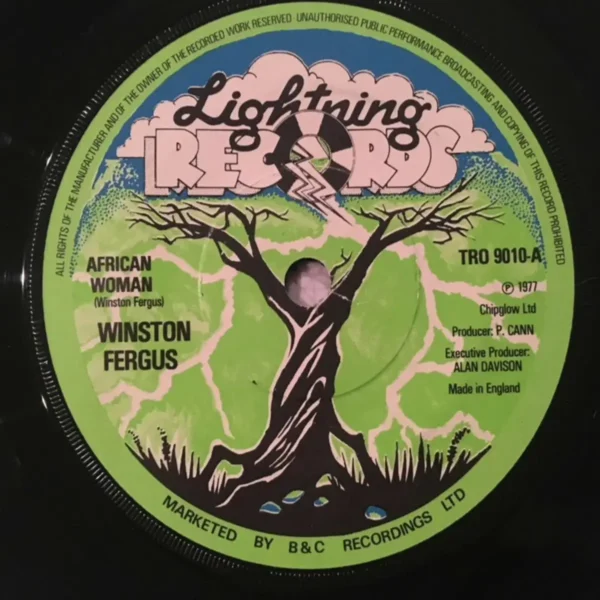 ALL RIGHTS OF THE MANUFACTURER AND OF THE OWNER OF THE RECORDED WORK RESERVED UNAUTHORISED PUBLIC PERFORMANCE BROADCASTING AND COPYING OF THIS RECORD PROHIBITED
Lightning
RECORDS
AFRICAN
WOMAN
(Winston Fergus)
WINSTON
FERGUS
TRO 9010-A
℗ 1977
Chipglow Ltd
Producer: P. CANN
Executive Producer:
ALAN DAVISON
Made in England
MARKETED BY B&C RECORDINGS LTD